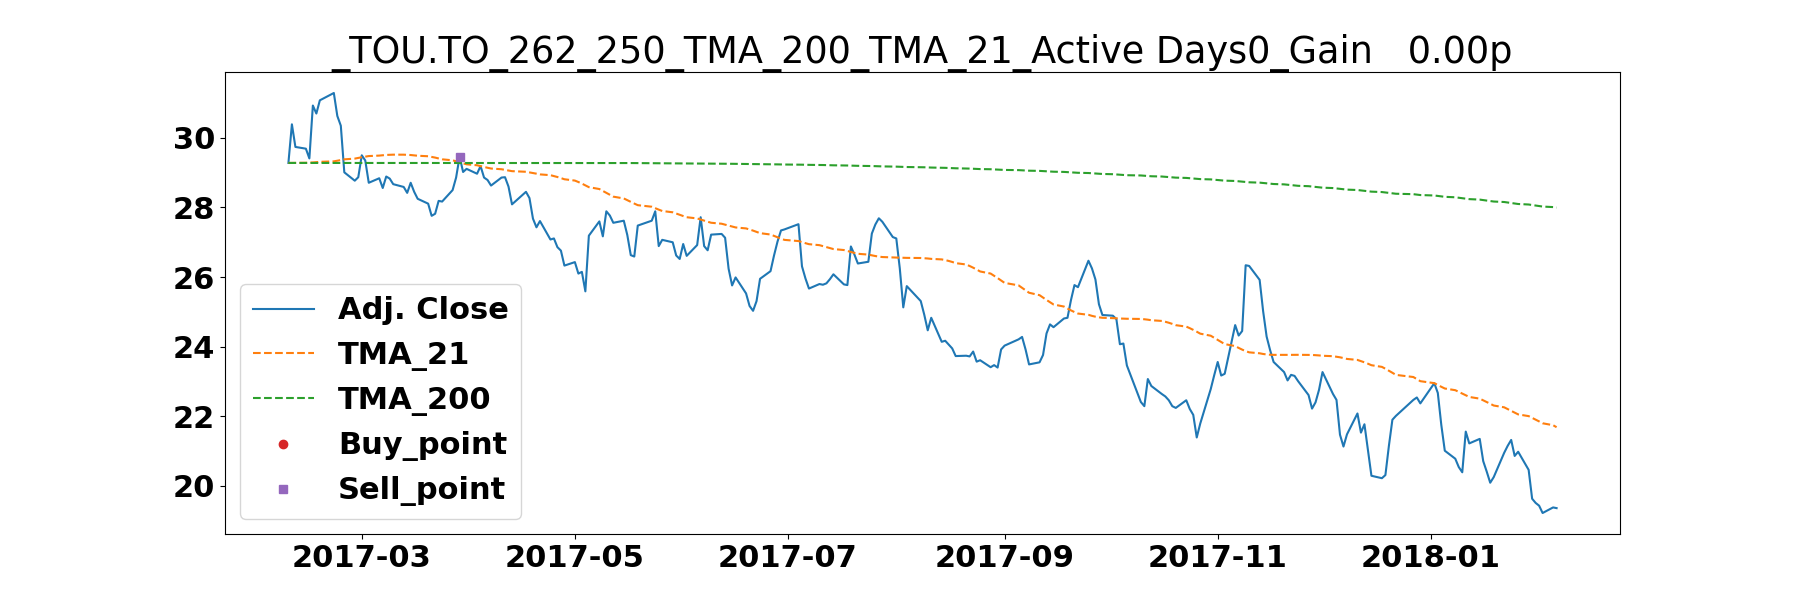 _TOU.TO_262_250_TMA_200_TMA_21_Active Days0_Gain   0.00p
30
28
26
24
22
20
Adj. Close
TMA_21
TMA_200
Buy_point
Sell_point
2017-03 2017-05 2017-07 2017-09 2017-11 2018-01